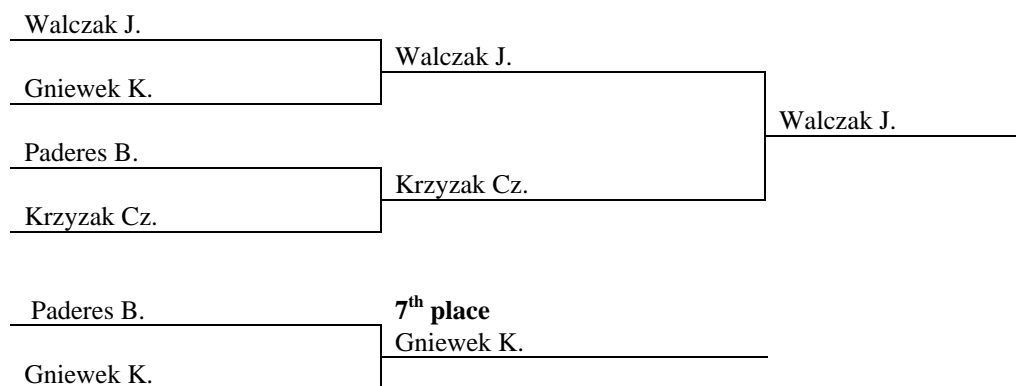 Walczak J.
Walczak J.
Gniewek K.
Walczak J.
Paderes B.
Krzyzak Cz.
Krzyzak Cz.
Paderes B.
7th place
Gniewek K.
Gniewek K.